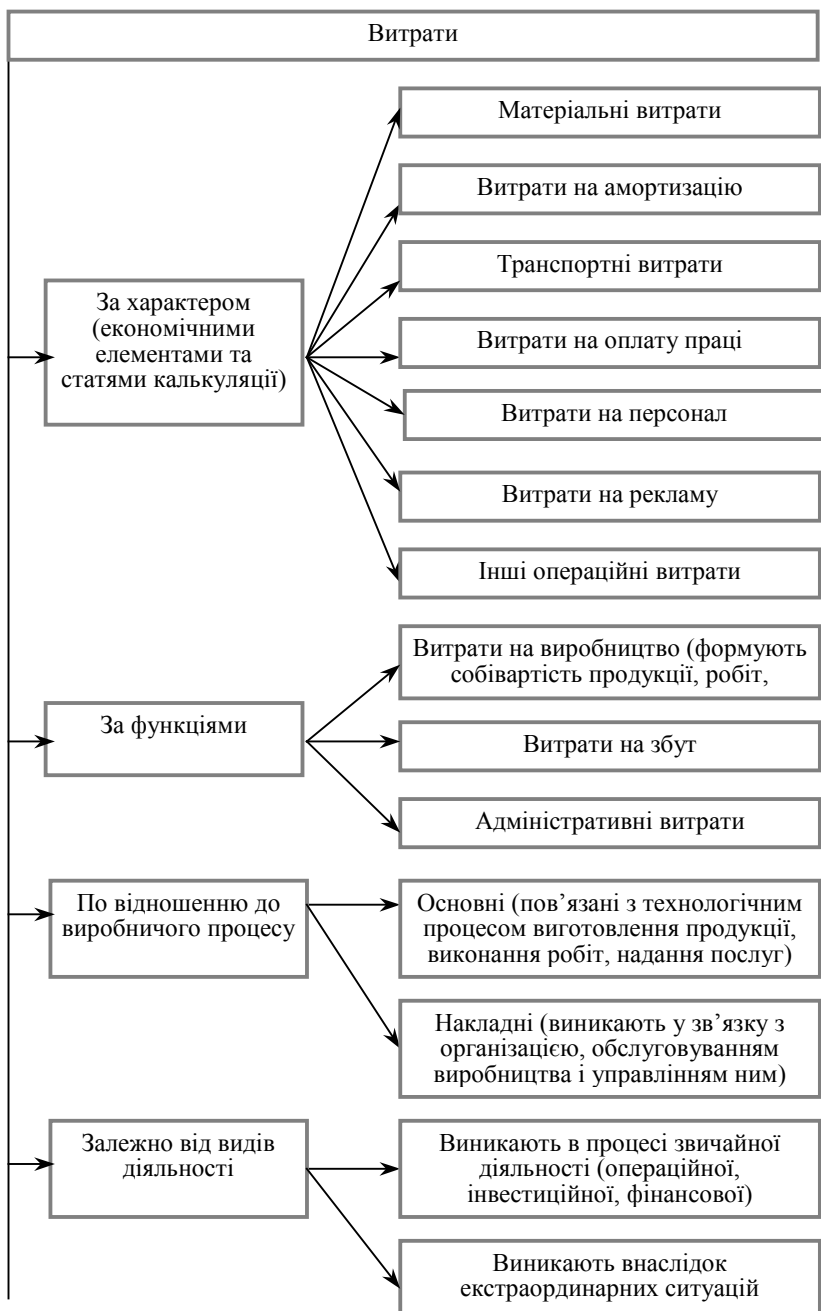 Витрати
Матеріальні витрати
Витрати на амортизацію
Транспортні витрати
За характером
(економічними
елементами та
статями калькуляції)
Витрати на оплату праці
Витрати на персонал
Витрати на рекламу
Інші операційні витрати
Витрати на виробництво (формують
собівартість продукції, робіт,
За функціями
Витрати на збут
Адміністративні витрати
По відношенню до
виробничого процесу
Основні (пов’язані з технологічним
процесом виготовлення продукції,
виконання робіт, надання послуг)
Накладні (виникають у зв’язку з
організацією, обслуговуванням
виробництва і управлінням ним)
Залежно від видів
діяльності
Виникають в процесі звичайної
діяльності (операційної,
інвестиційної, фінансової)
Виникають внаслідок
екстраординарних ситуацій